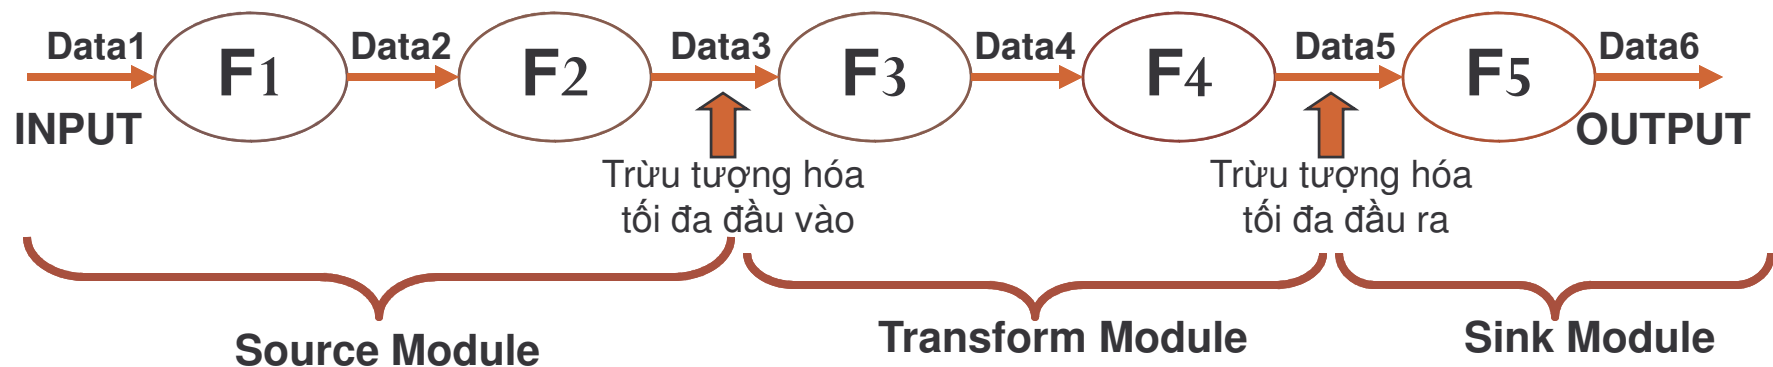 Data1 F1 Data2 F2 Data3 F3 Data4 F4 Data5 F5 Data6
INPUT OUTPUT
Trừu tượng hóa
tối đa đầu vào
Trừu tượng hóa
tối đa đầu ra
Source Module
Transform Module
Sink Module